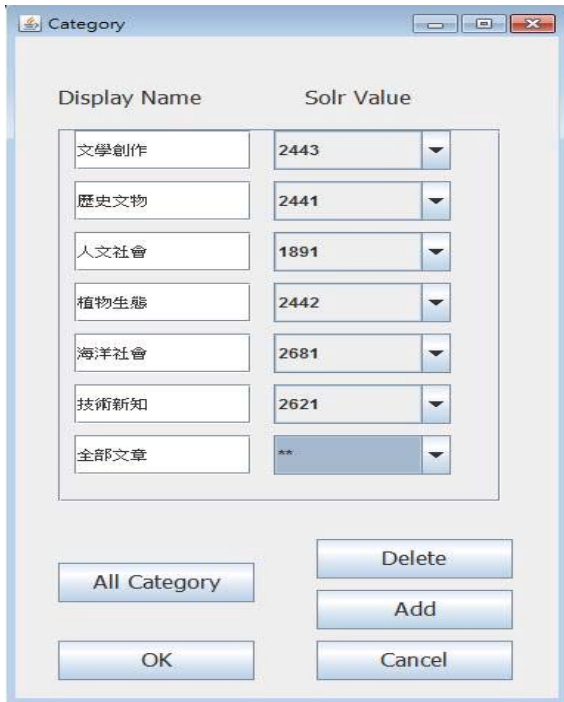 Category
Display Name Solr Value
文學創作 2443
歷史文物 2441
人文社會 1891
植物生態 2442
海洋社會 2681
技術新知 2621
全部文章 **
Delete
All Category
Add
OK Cancel